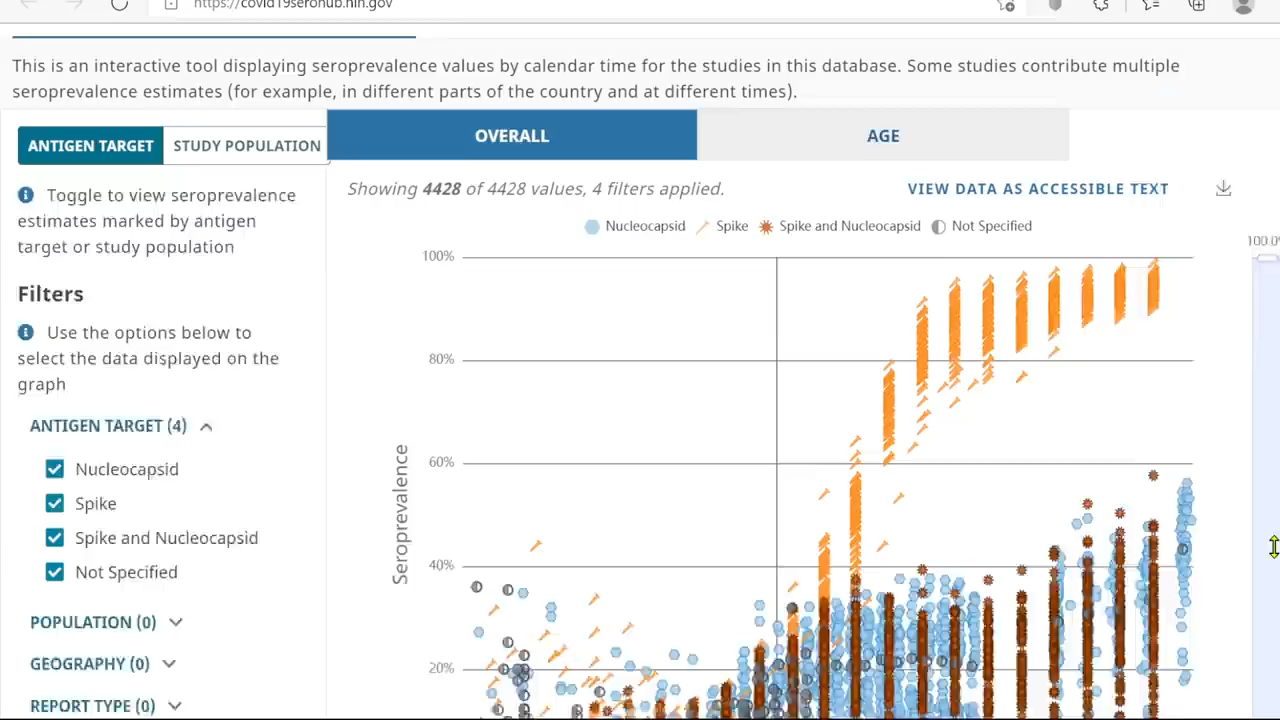 https://covid19serohub.nih.gov
This is an interactive tool displaying seroprevalence values by calendar time for the studies in this database. Some studies contribute multiple
seroprevalence estimates (for example, in different parts of the country and at different times).
ANTIGEN TARGET
STUDY POPULATION
OVERALL
AGE
Toggle to view seroprevalence
estimates marked by antigen
target or study population
Filters
Use the options below to
select the data displayed on the
graph
ANTIGEN TARGET (4)
Nucleocapsid
Spike
Spike and Nucleocapsid
Not Specified
POPULATION (0)
GEOGRAPHY (0)
REPORT TYPE (0)
Showing 4428 of 4428 values, 4 filters applied.
VIEW DATA AS ACCESSIBLE TEXT
Nucleocapsid
Spike
Spike and Nucleocapsid
Not Specified
100.0%
100%
80%
60%
40%
20%
Seroprevalence